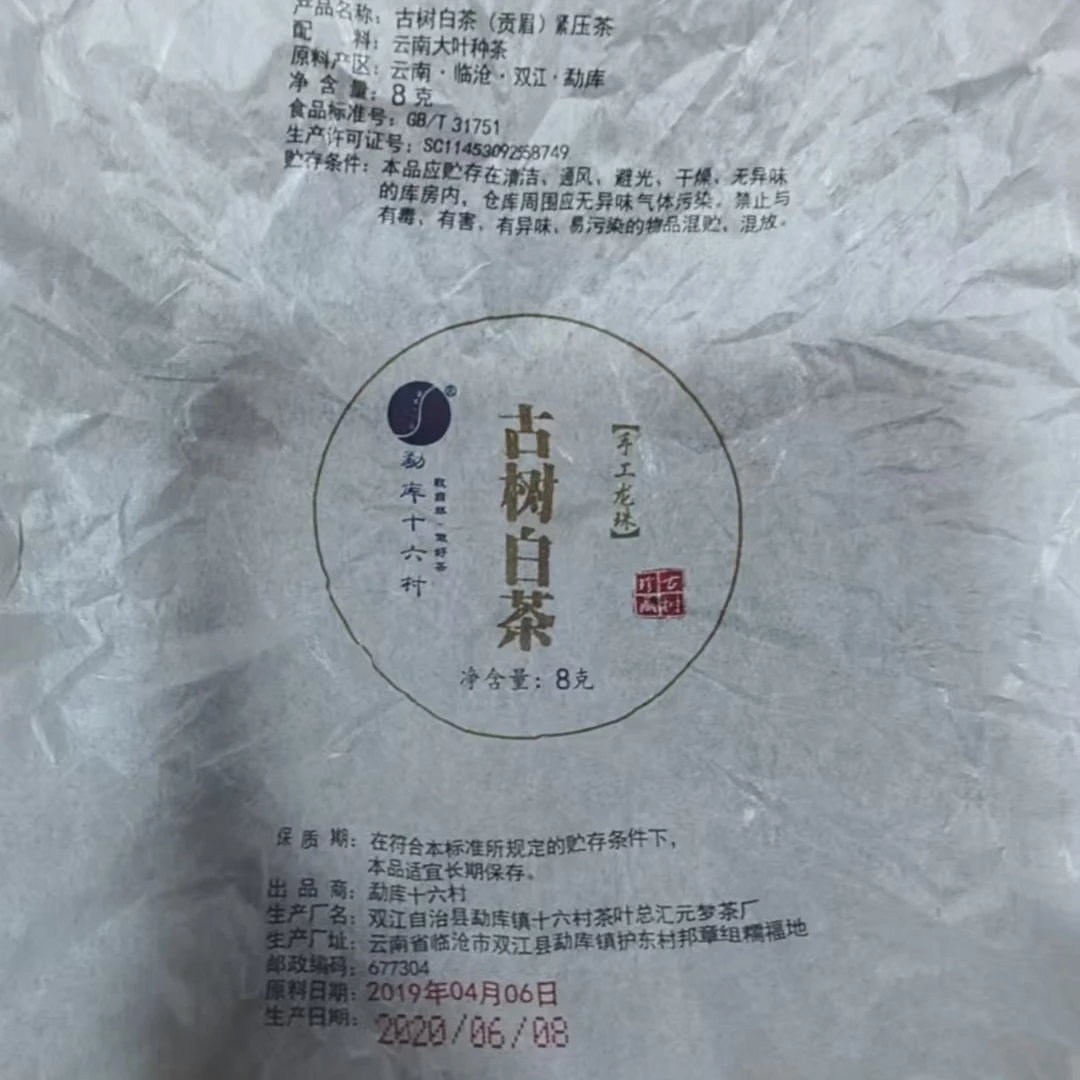 产品名称：古树白茶（贡眉）紧压茶
配 料：云南大叶种茶
原料产区：云南·临沧·双江·勐库
净 含 量：8克
食品标准号：GB/T 31751
生产许可证号：SC11453092558749
贮存条件：本品应贮存在清洁、通风、避光、干燥、无异味
的库房内，仓库周围应无异味气体污染。禁止与
有毒、有害、有异味、易污染的物品混贮、混放。
勐库十六村
做好茶
古树白茶
【手工龙珠】
古树
珍藏
净含量：8克
保 质 期：在符合本标准所规定的贮存条件下，
本品适宜长期保存。
出 品 商：勐库十六村
生产厂名：双江自治县勐库镇十六村茶叶总汇元梦茶厂
生产厂址：云南省临沧市双江县勐库镇护东村邦章组糯福地
邮政编码：677304
原料日期：2019年04月06日
生产日期：2020/06/08